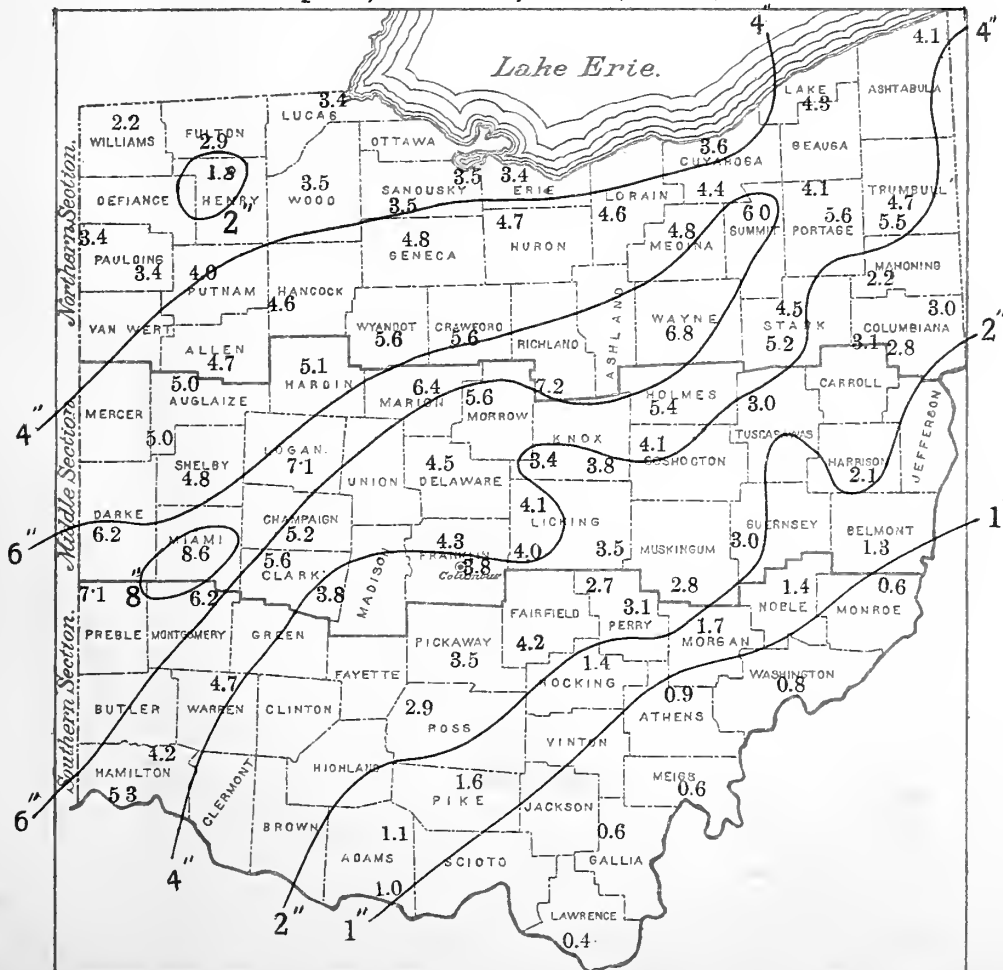 4" 4"
4.1
Lake Erie.
LAKE
4.3
ASHTABULA
3.4
LUCAS
2.2
WILLIAMS
FULTON
2.9
OTTAWA
3.6
CUYAHOGA
GEAUGA
1.8
HENRY
2"
3.5
WOOD
3.5
SANDUSKY
3.5
3.4
ERIE
LORAIN
4.6
4.4
4.1
TRUMBULL
4.7
5.5
DEFIANCE
Northern Section.
3.4
PAULDING
3.4
4.0
PUTNAM
HANCOCK
4.6
4.8
SENECA
4.7
HURON
4.8
MEDINA
6.0
SUMMIT
5.6
PORTAGE
MAHONING
2.2
VAN WERT
ALLEN
4.7
WYANDOT
5.6
CRAWFORD
5.6
RICHLAND
ASHLAND
WAYNE
6.8
4.5
STARK
5.2
3.0
COLUMBIANA
3.1
2.8
2"
4"
MERCER
5.0
AUGLAIZE
5.1
HARDIN
6.4
MARION
5.6
MORROW
7.2
HOLMES
5.4
3.0
CARROLL
JEFFERSON
Middle Section.
5.0
SHELBY
4.8
LOGAN
7.1
UNION
4.5
DELAWARE
KNOX
3.4
3.8
4.1
COSHOCTON
TUSCARAWAS
HARRISON
2.1
6"
DARKE
6.2
MIAMI
8.6
CHAMPAIGN
5.2
4.1
LICKING
3.5
MUSKINGUM
GUERNSEY
3.0
BELMONT
1.3
1
8"
5.6
CLARK
3.8
MADISON
4.3
FRANKLIN
3.8
Columbus
4.0
7.1
6.2
2.7
2.8
1.4
NOBLE
0.6
MONROE
Southern Section.
PREBLE
MONTGOMERY
GREEN
FAYETTE
PICKAWAY
3.5
FAIRFIELD
4.2
3.1
PERRY
1.7
MORGAN
WASHINGTON
0.8
BUTLER
4.7
WARREN
CLINTON
2.9
ROSS
1.4
HOCKING
0.9
ATHENS
VINTON
4.2
HAMILTON
5.3
CLERMONT
HIGHLAND
1.6
PIKE
JACKSON
MEIGS
0.6
6"
BROWN
1.1
ADAMS
1.0
SCIOTO
0.6
GALLIA
4"
2"
1"
LAWRENCE
0.4